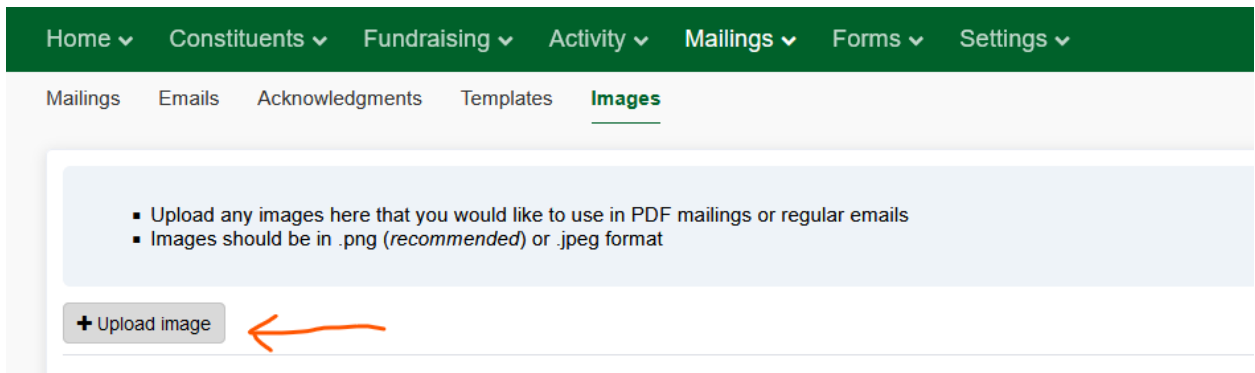 Home Constituents Fundraising Activity Mailings Forms Settings
Mailings Emails Acknowledgments Templates Images
Upload any images here that you would like to use in PDF mailings or regular emails
Images should be in .png (recommended) or .jpeg format
+ Upload image